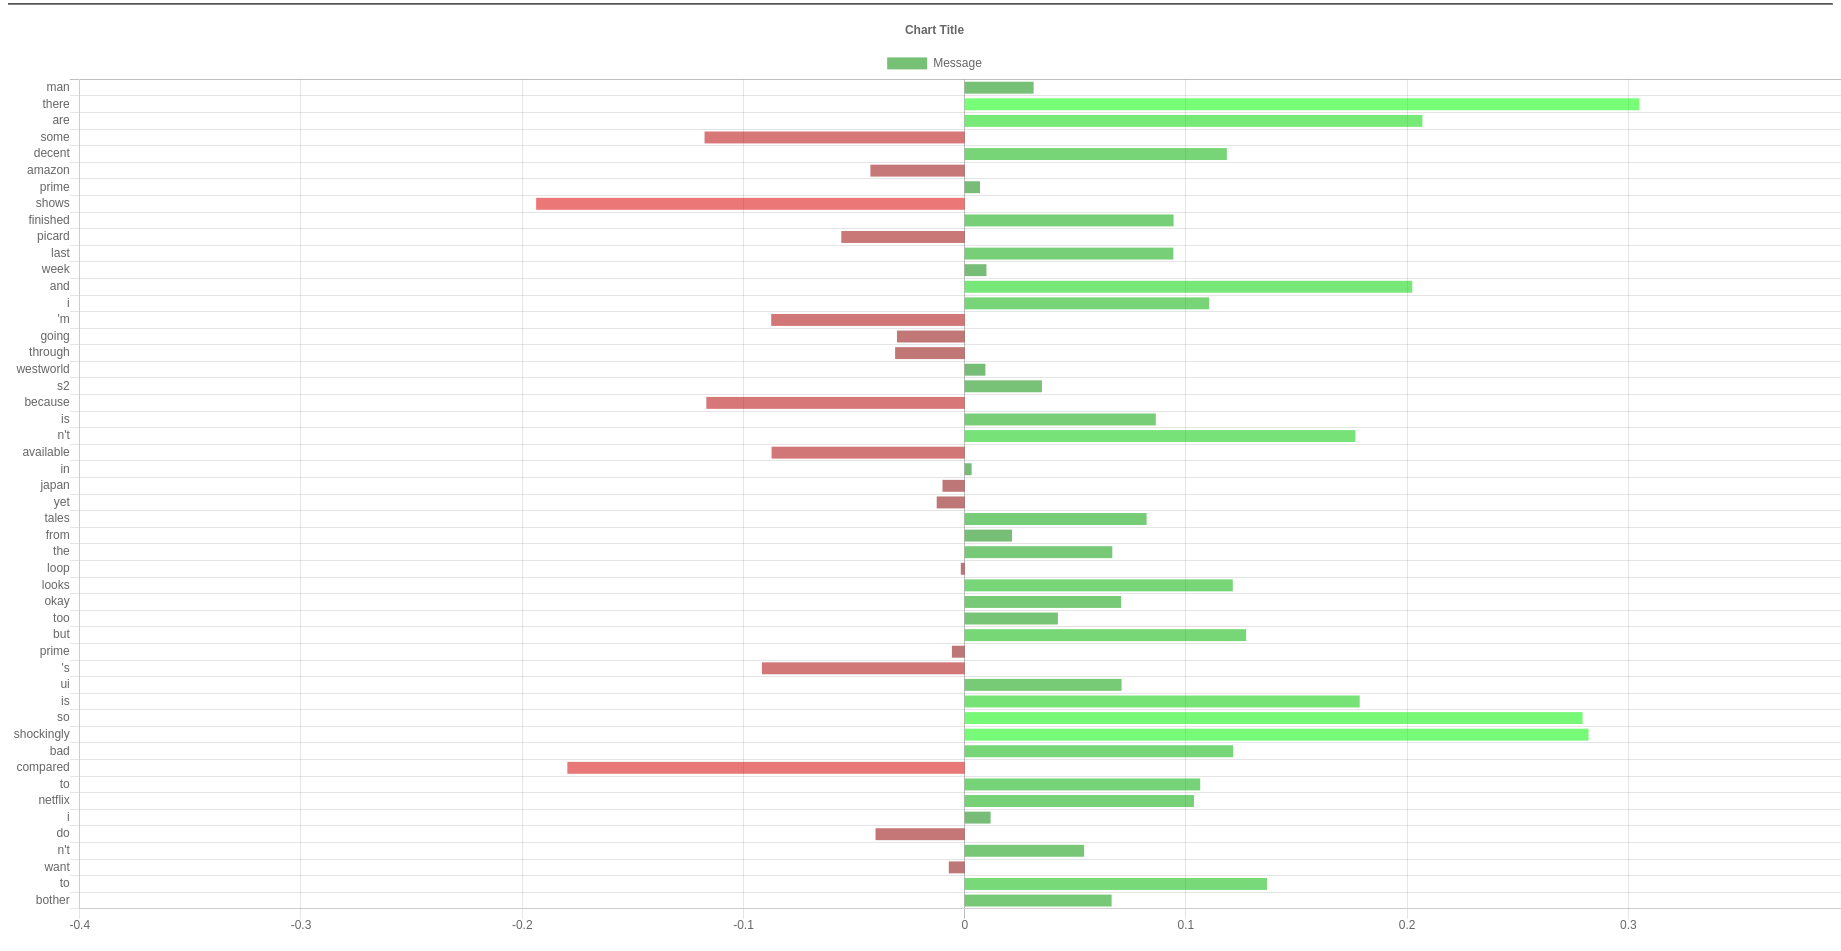 Chart Title
Message
man
there
are
some
decent
amazon
prime
shows
finished
picard
last
week
and
i
'm
going
through
westworld
s2
because
is
n't
available
in
japan
yet
tales
from
the
loop
looks
okay
too
but
prime
's
ui
is
so
shockingly
bad
compared
to
netflix
i
do
n't
want
to
bother
-0.4 -0.3 -0.2 -0.1 0 0.1 0.2 0.3